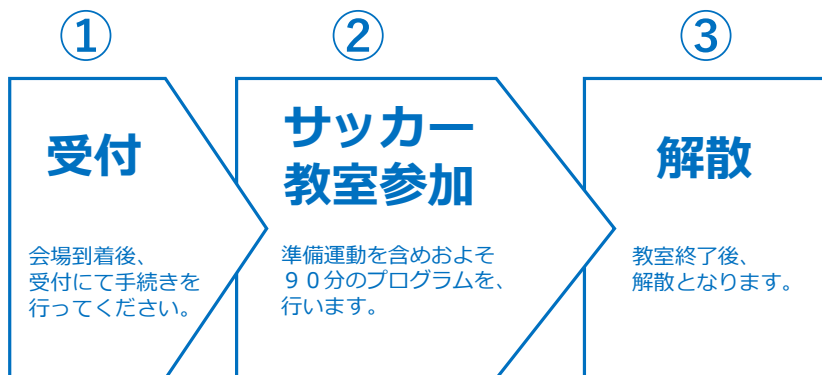 ①
受付
会場到着後、
受付にて手続きを
行ってください。
②
サッカー
教室参加
準備運動を含めおよそ
９０分のプログラムを、
行います。
③
解散
教室終了後、
解散となります。